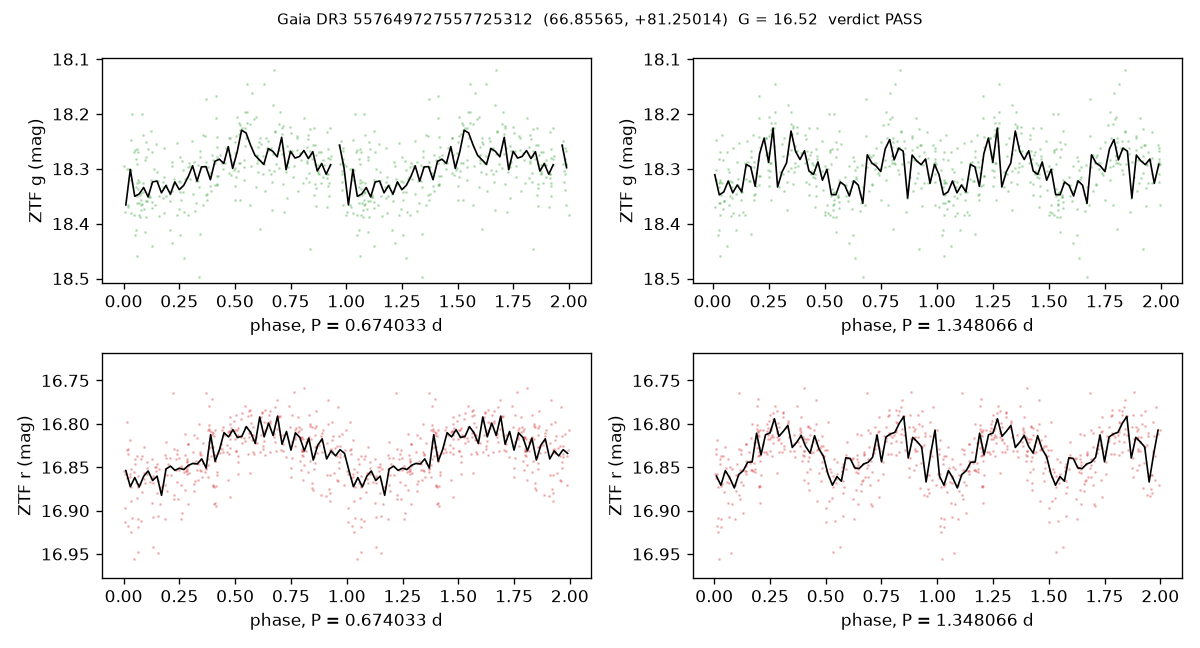 Gaia DR3 557649727557725312 (66.85565, +81.25014) G = 16.52 verdict PASS
18.1
18.2
18.3
18.4
18.5
ZTF g (mag)
0.00 0.25 0.50 0.75 1.00 1.25 1.50 1.75 2.00
phase, P = 0.674033 d
18.1
18.2
18.3
18.4
18.5
ZTF g (mag)
0.00 0.25 0.50 0.75 1.00 1.25 1.50 1.75 2.00
phase, P = 1.348066 d
16.75
16.80
16.85
16.90
16.95
ZTF r (mag)
0.00 0.25 0.50 0.75 1.00 1.25 1.50 1.75 2.00
phase, P = 0.674033 d
16.75
16.80
16.85
16.90
16.95
ZTF r (mag)
0.00 0.25 0.50 0.75 1.00 1.25 1.50 1.75 2.00
phase, P = 1.348066 d